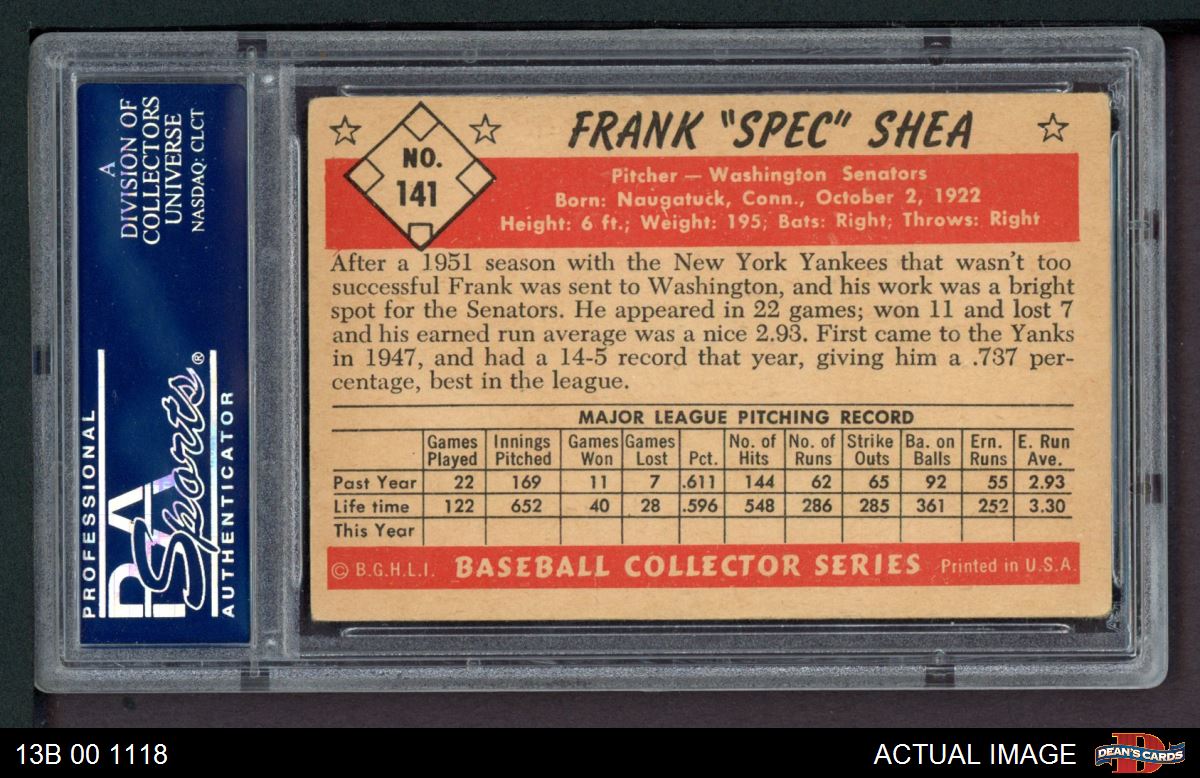 A
DIVISION OF
COLLECTORS
UNIVERSE
NASDAQ: CLCT
PROFESSIONAL
PSA
Sports®
AUTHENTICATOR
NO.
141
FRANK "SPEC" SHEA
Pitcher — Washington Senators
Born: Naugatuck, Conn., October 2, 1922
Height: 6 ft.; Weight: 195; Bats: Right; Throws: Right
After a 1951 season with the New York Yankees that wasn't too
successful Frank was sent to Washington, and his work was a bright
spot for the Senators. He appeared in 22 games; won 11 and lost 7
and his earned run average was a nice 2.93. First came to the Yanks
in 1947, and had a 14-5 record that year, giving him a .737 per-
centage, best in the league.
MAJOR LEAGUE PITCHING RECORD
Games Played Innings Pitched Games Won Games Lost Pct. No. of Hits No. of Runs Strike Outs Ba. on Balls Ern. Runs E. Run Ave.
Past Year 22 169 11 7 .611 144 62 65 92 55 2.93
Life time 122 652 40 28 .596 548 286 285 361 252 3.30
This Year
© B.G.H.L.I. BASEBALL COLLECTOR SERIES Printed in U.S.A.
13B 00 1118
ACTUAL IMAGE
D
DEAN'S CARDS